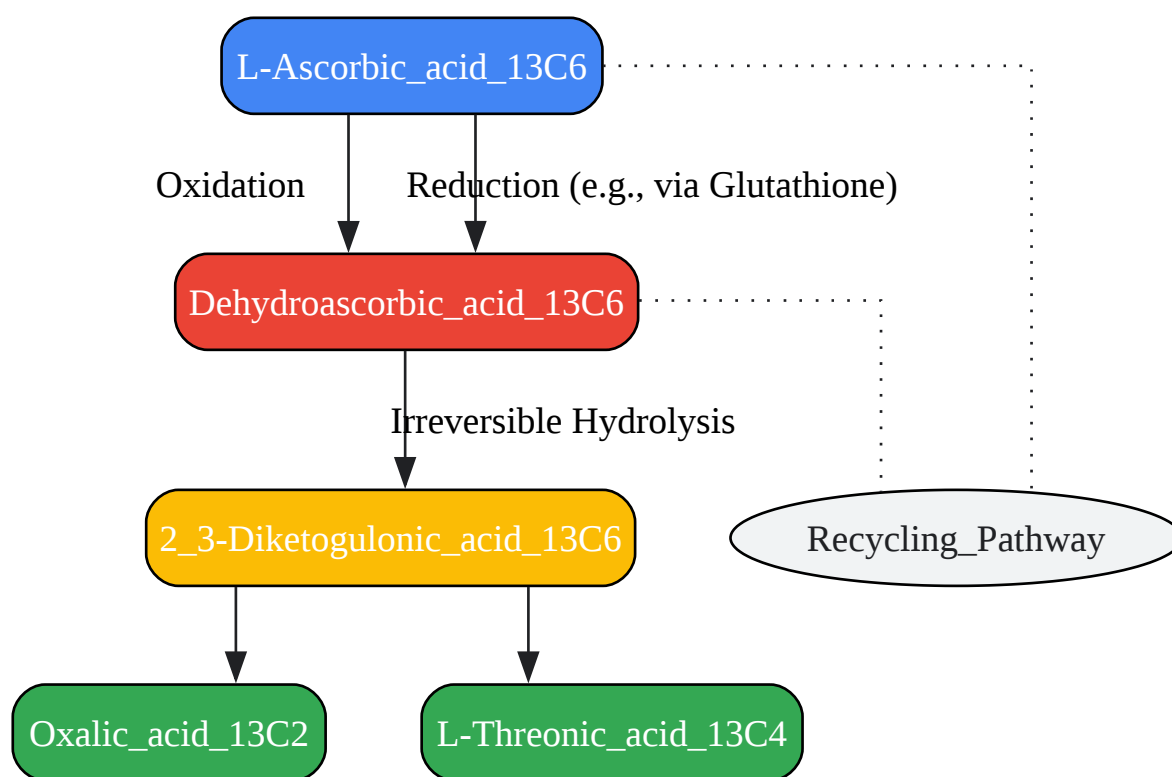 L-Ascorbic_acid_13C6
Oxidation
Reduction (e.g., via Glutathione)
Dehydroascorbic_acid_13C6
Irreversible Hydrolysis
2_3-Diketogulonic_acid_13C6
Recycling_Pathway
Oxalic_acid_13C2
L-Threonic_acid_13C4